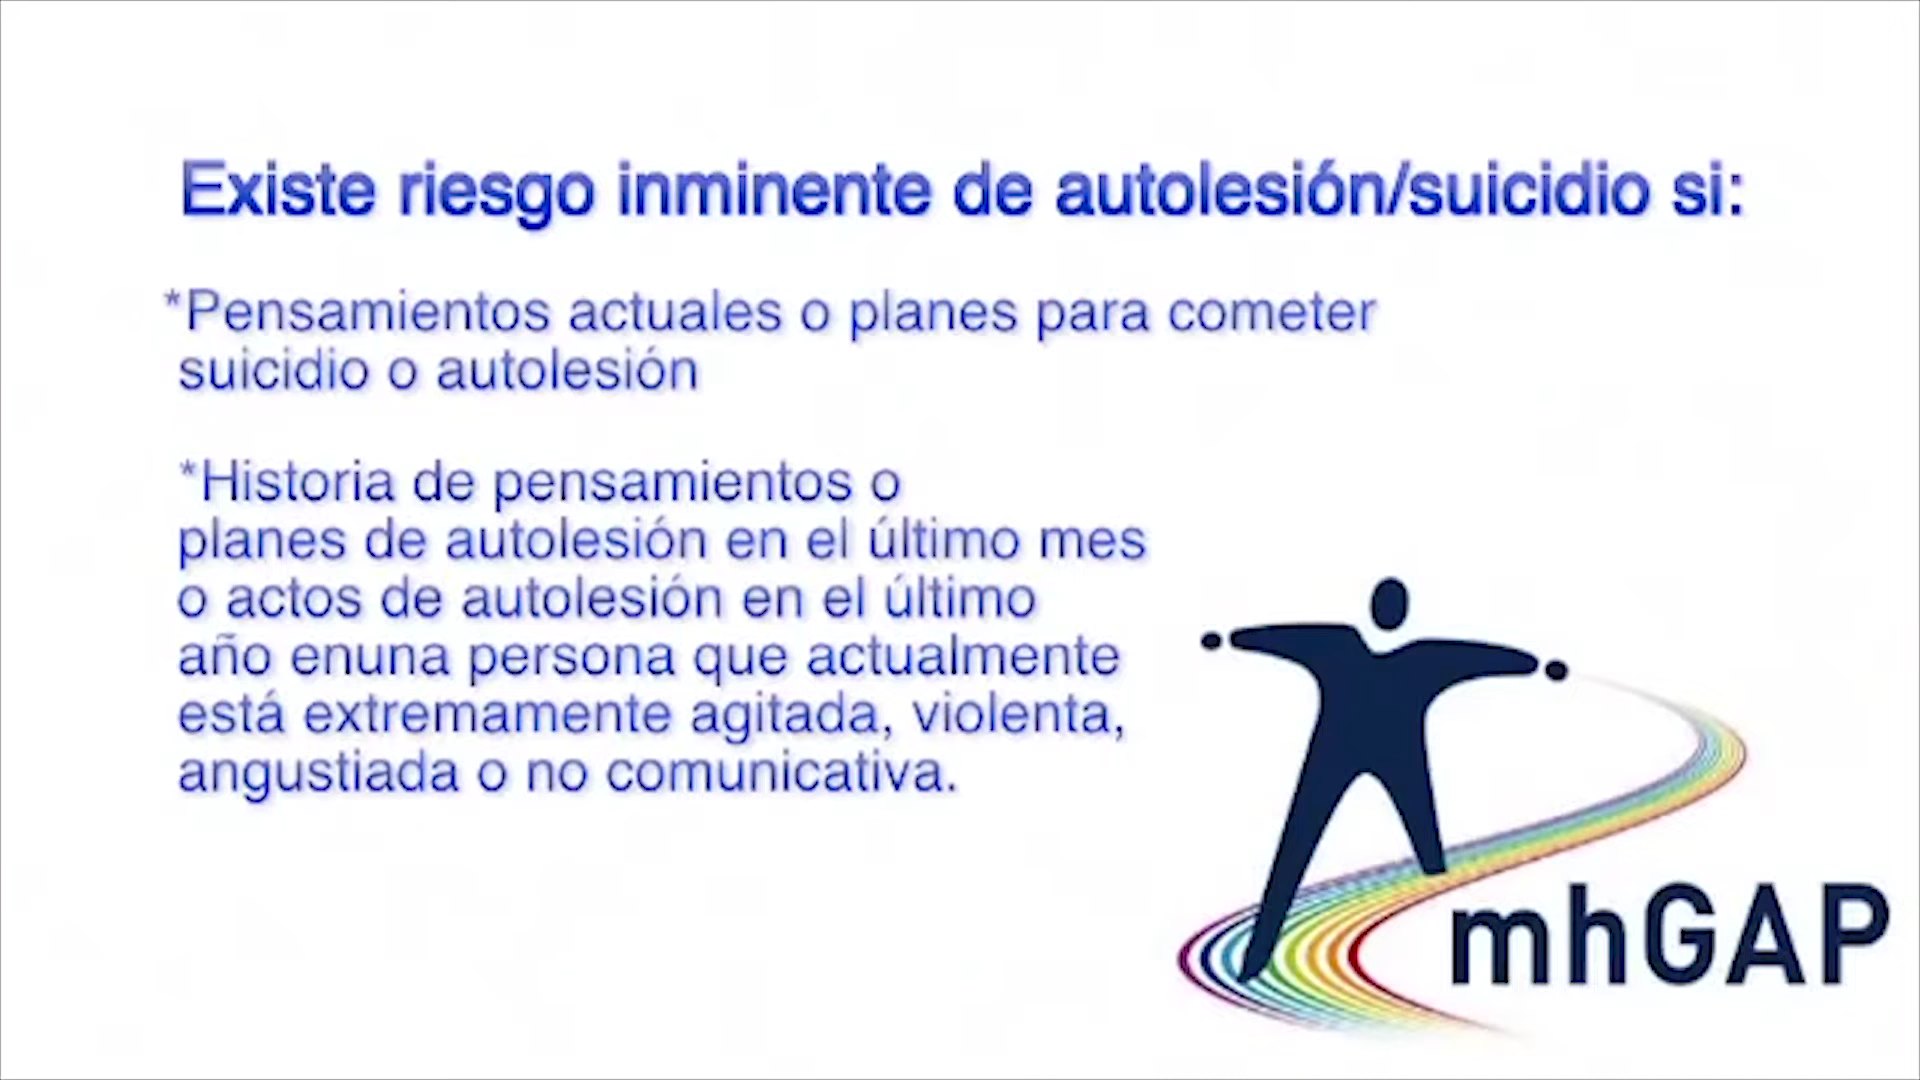 Existe riesgo inminente de autolesión/suicidio si:
*Pensamientos actuales o planes para cometer
suicidio o autolesión
*Historia de pensamientos o
planes de autolesión en el último mes
o actos de autolesión en el último
año enuna persona que actualmente
está extremamente agitada, violenta,
angustiada o no comunicativa.
mhGAP